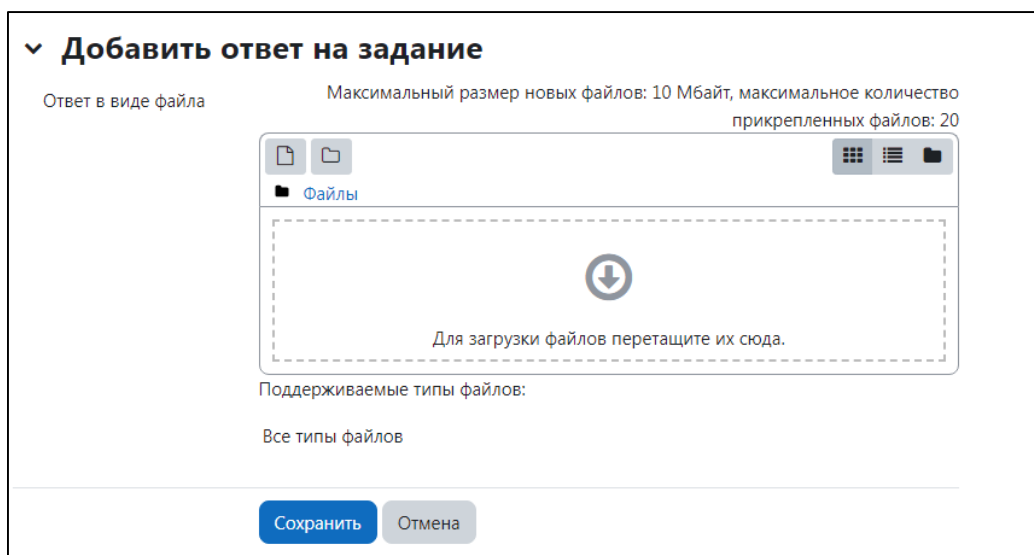 Добавить ответ на задание
Ответ в виде файла
Максимальный размер новых файлов: 10 Мбайт, максимальное количество
прикрепленных файлов: 20
Файлы
Для загрузки файлов перетащите их сюда.
Поддерживаемые типы файлов:
Все типы файлов
Сохранить
Отмена